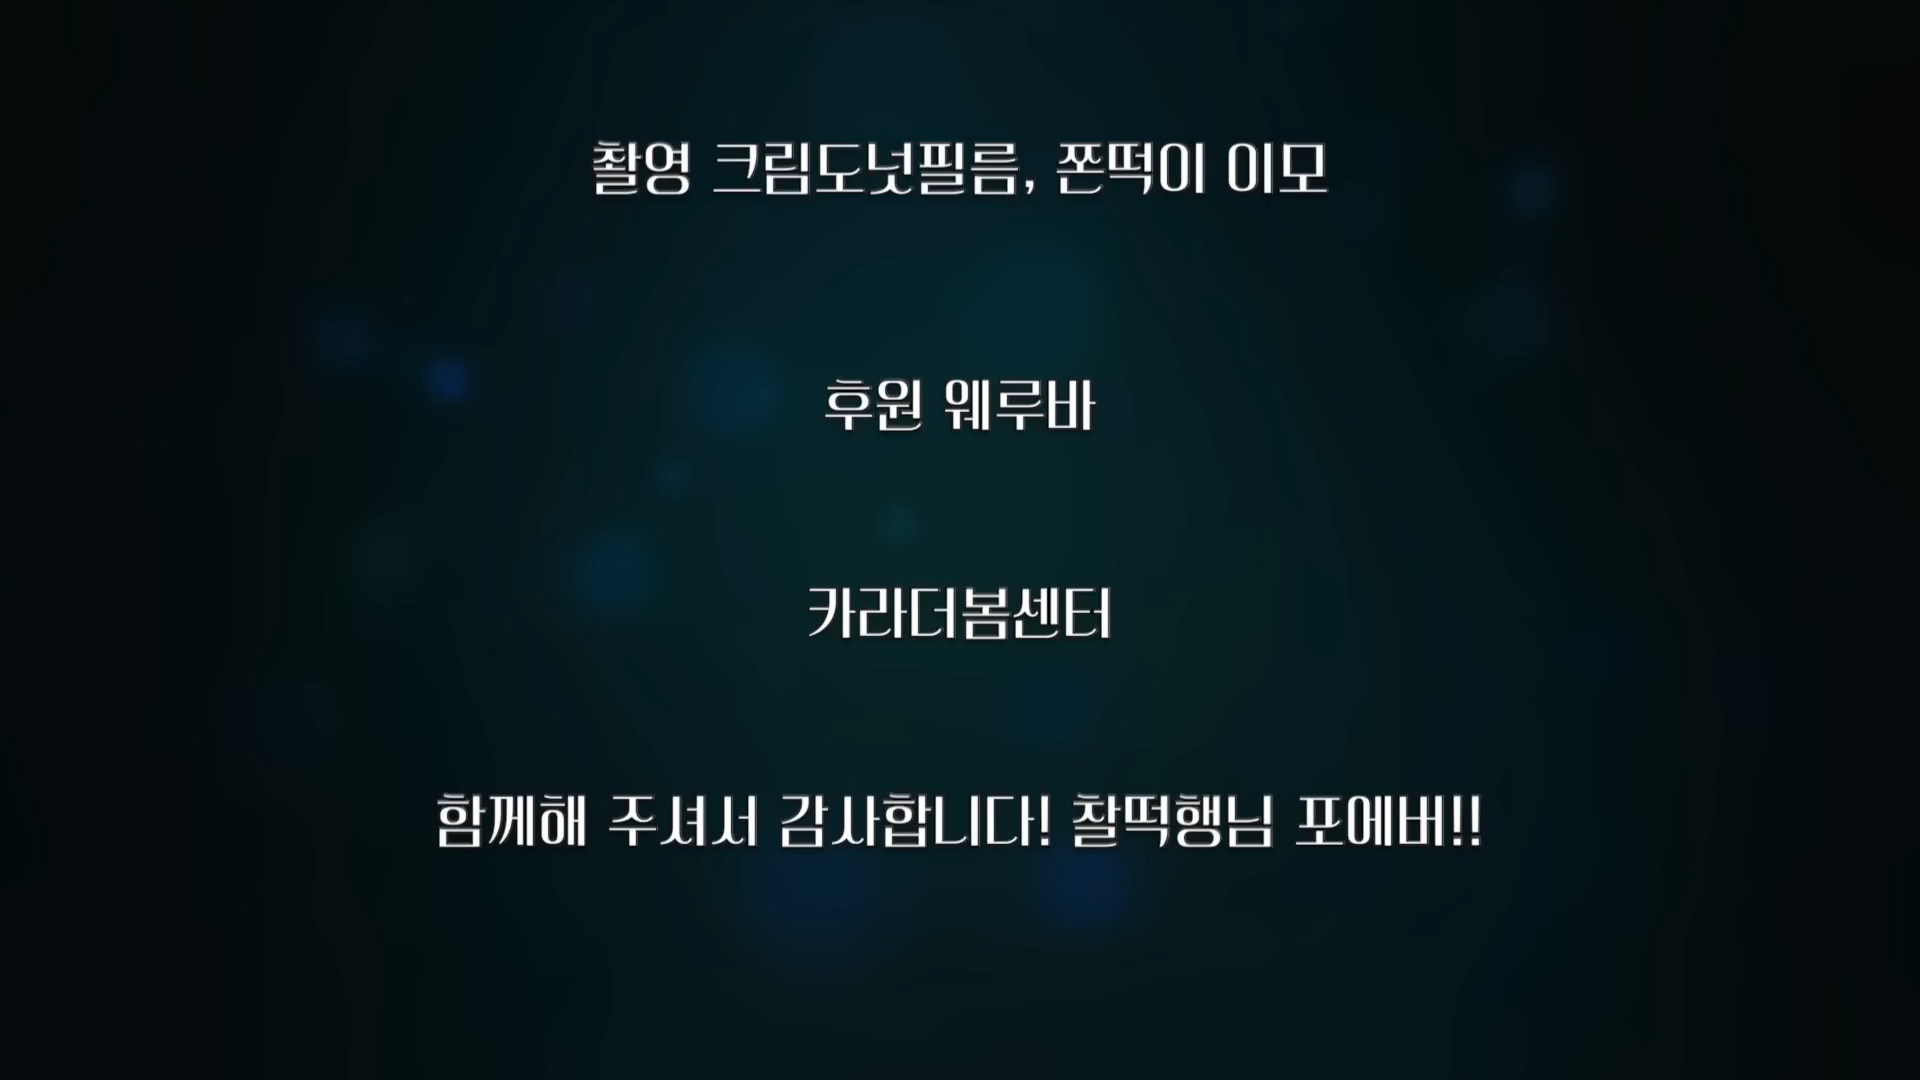 촬영 크림도넛필름, 쫀떡이 이모
후원 웨루바
카라더봄센터
함께해 주셔서 감사합니다! 찰떡행님 포에버!!